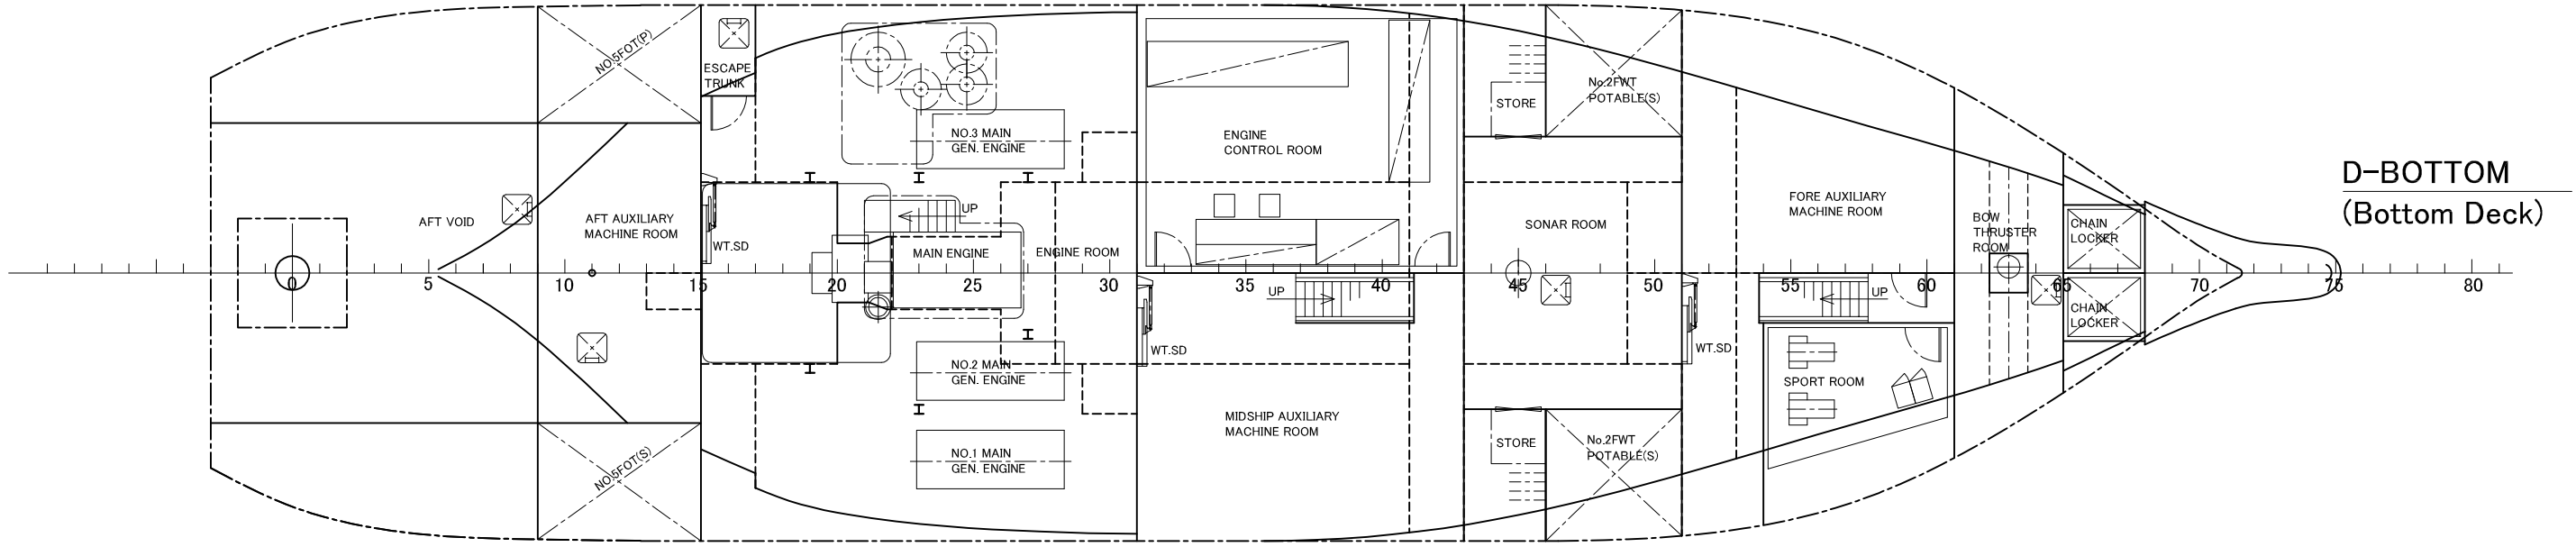 NO.5FOT(P)
ESCAPE
TRUNK
NO.3 MAIN
GEN. ENGINE
ENGINE
CONTROL ROOM
STORE
No.2FWT
POTABLE(S)
D-BOTTOM
(Bottom Deck)
AFT VOID
AFT AUXILIARY
MACHINE ROOM
WT.SD
UP
MAIN ENGINE
ENGINE ROOM
SONAR ROOM
FORE AUXILIARY
MACHINE ROOM
BOW
THRUSTER
ROOM
CHAIN
LOCKER
0 5 10 15 20 25 30 35 40 45 50 55 60 65 70 75 80
UP
UP
CHAIN
LOCKER
WT.SD
WT.SD
NO.2 MAIN
GEN. ENGINE
SPORT ROOM
MIDSHIP AUXILIARY
MACHINE ROOM
STORE
No.2FWT
POTABLE(S)
NO.5FOT(S)
NO.1 MAIN
GEN. ENGINE